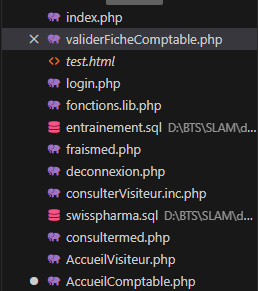 index.php
validerFicheComptable.php
test.html
login.php
fonctions.lib.php
entrainement.sql D:\BTS\SLAM\d...
fraismed.php
deconnexion.php
consulterVisiteur.inc.php
swisspharma.sql D:\BTS\SLAM\d...
consultermed.php
AccueilVisiteur.php
AccueilComptable.php